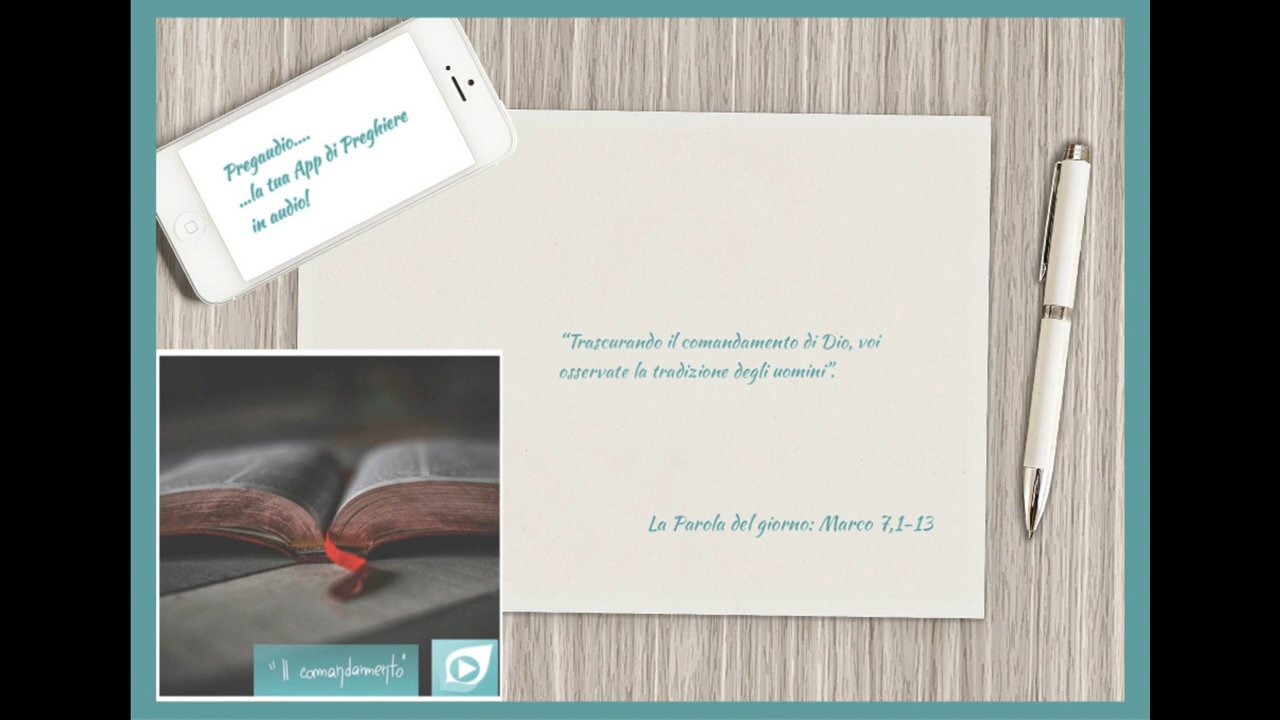 Pregaudio....
...la tua App di Preghiere
in audio!
“Trascurando il comandamento di Dio, voi
osservate la tradizione degli uomini”.
La Parola del giorno: Marco 7,1-13
“Il comandamento”